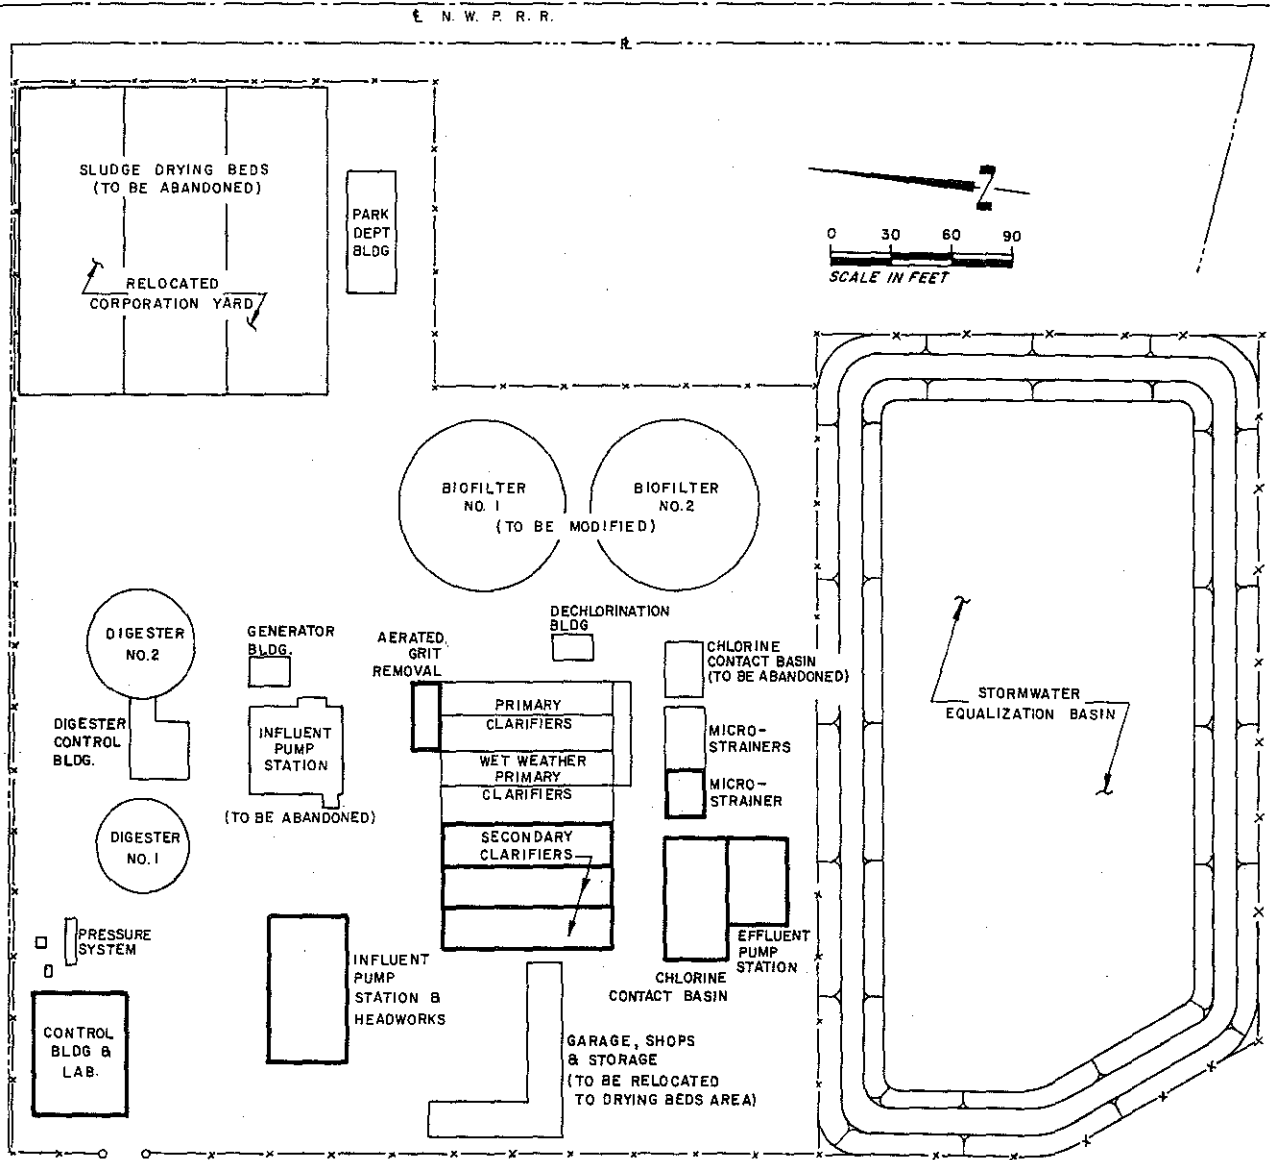 ℄ N. W. P. R. R.
℞
SLUDGE DRYING BEDS
(TO BE ABANDONED)
PARK
DEPT
BLDG
RELOCATED
CORPORATION YARD
N
0 30 60 90
SCALE IN FEET
BIOFILTER
NO. 1
BIOFILTER
NO. 2
(TO BE MODIFIED)
DIGESTER
NO. 2
GENERATOR
BLDG.
AERATED
GRIT
REMOVAL
DECHLORINATION
BLDG
CHLORINE
CONTACT BASIN
(TO BE ABANDONED)
DIGESTER
CONTROL
BLDG.
INFLUENT
PUMP
STATION
(TO BE ABANDONED)
PRIMARY
CLARIFIERS
WET WEATHER
PRIMARY
CLARIFIERS
MICRO-
STRAINERS
MICRO-
STRAINER
STORMWATER
EQUALIZATION BASIN
DIGESTER
NO. 1
SECONDARY
CLARIFIERS
PRESSURE
SYSTEM
INFLUENT
PUMP
STATION &
HEADWORKS
EFFLUENT
PUMP
STATION
CHLORINE
CONTACT BASIN
CONTROL
BLDG &
LAB.
GARAGE, SHOPS
& STORAGE
(TO BE RELOCATED
TO DRYING BEDS AREA)